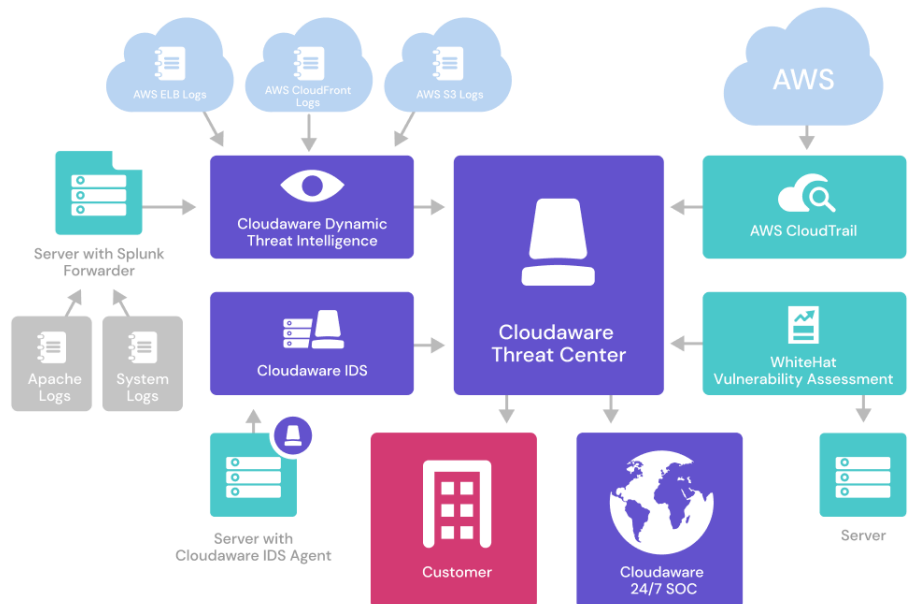 AWS ELB Logs
AWS CloudFront
Logs
AWS S3 Logs
AWS
Cloudaware Dynamic
Threat Intelligence
AWS CloudTrail
Server with Splunk
Forwarder
Cloudaware
Threat Center
Cloudaware IDS
WhiteHat
Vulnerability Assessment
Apache
Logs
System
Logs
Server with
Cloudaware IDS Agent
Customer
Cloudaware
24/7 SOC
Server